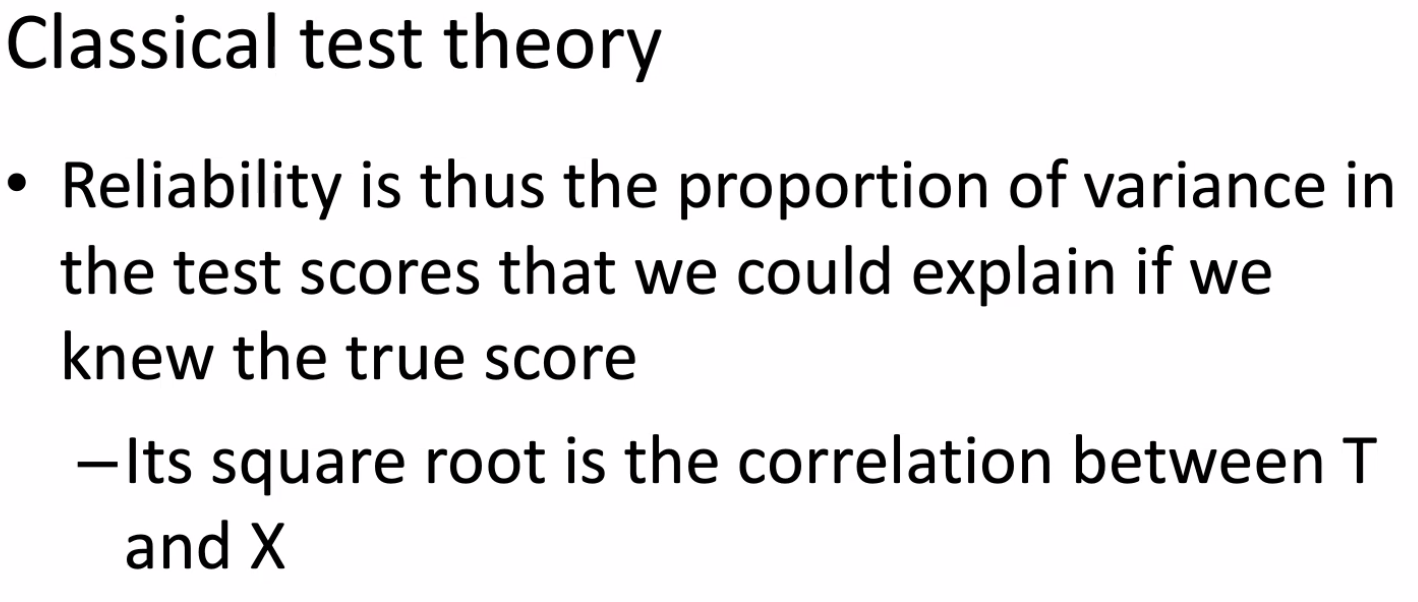 Classical test theory
• Reliability is thus the proportion of variance in
the test scores that we could explain if we
knew the true score
–Its square root is the correlation between T
and X